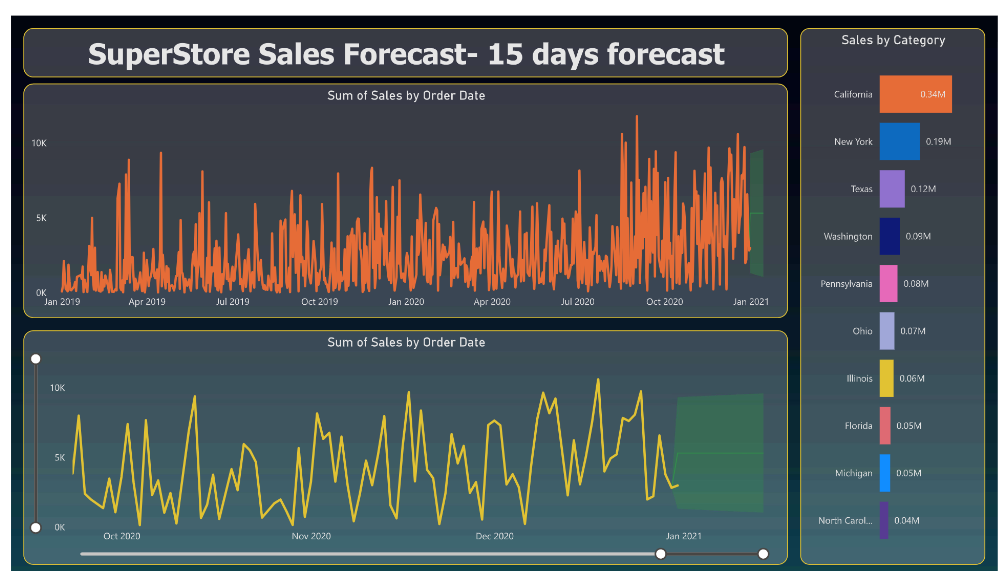 SuperStore Sales Forecast- 15 days forecast
Sum of Sales by Order Date
10K
5K
0K
Jan 2019 Apr 2019 Jul 2019 Oct 2019 Jan 2020 Apr 2020 Jul 2020 Oct 2020 Jan 2021
Sum of Sales by Order Date
10K
5K
0K
Oct 2020 Nov 2020 Dec 2020 Jan 2021
Sales by Category
California 0.34M
New York 0.19M
Texas 0.12M
Washington 0.09M
Pennsylvania 0.08M
Ohio 0.07M
Illinois 0.06M
Florida 0.05M
Michigan 0.05M
North Carol... 0.04M